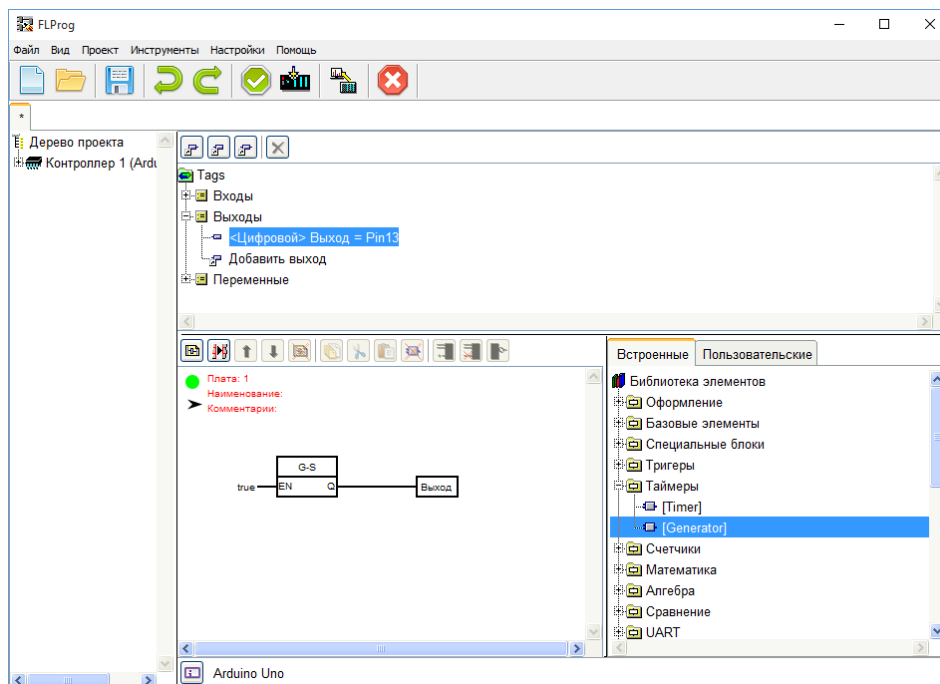 FLProg
Файл Вид Проект Инструменты Настройки Помощь
*
Дерево проекта
Контроллер 1 (Ardu
Tags
Входы
Выходы
<Цифровой> Выход = Pin13
Добавить выход
Переменные
Плата: 1
Наименование:
Комментарии:
G-S
true EN Q Выход
Встроенные Пользовательские
Библиотека элементов
Оформление
Базовые элементы
Специальные блоки
Тригеры
Таймеры
[Timer]
[Generator]
Счетчики
Математика
Алгебра
Сравнение
UART
Arduino Uno